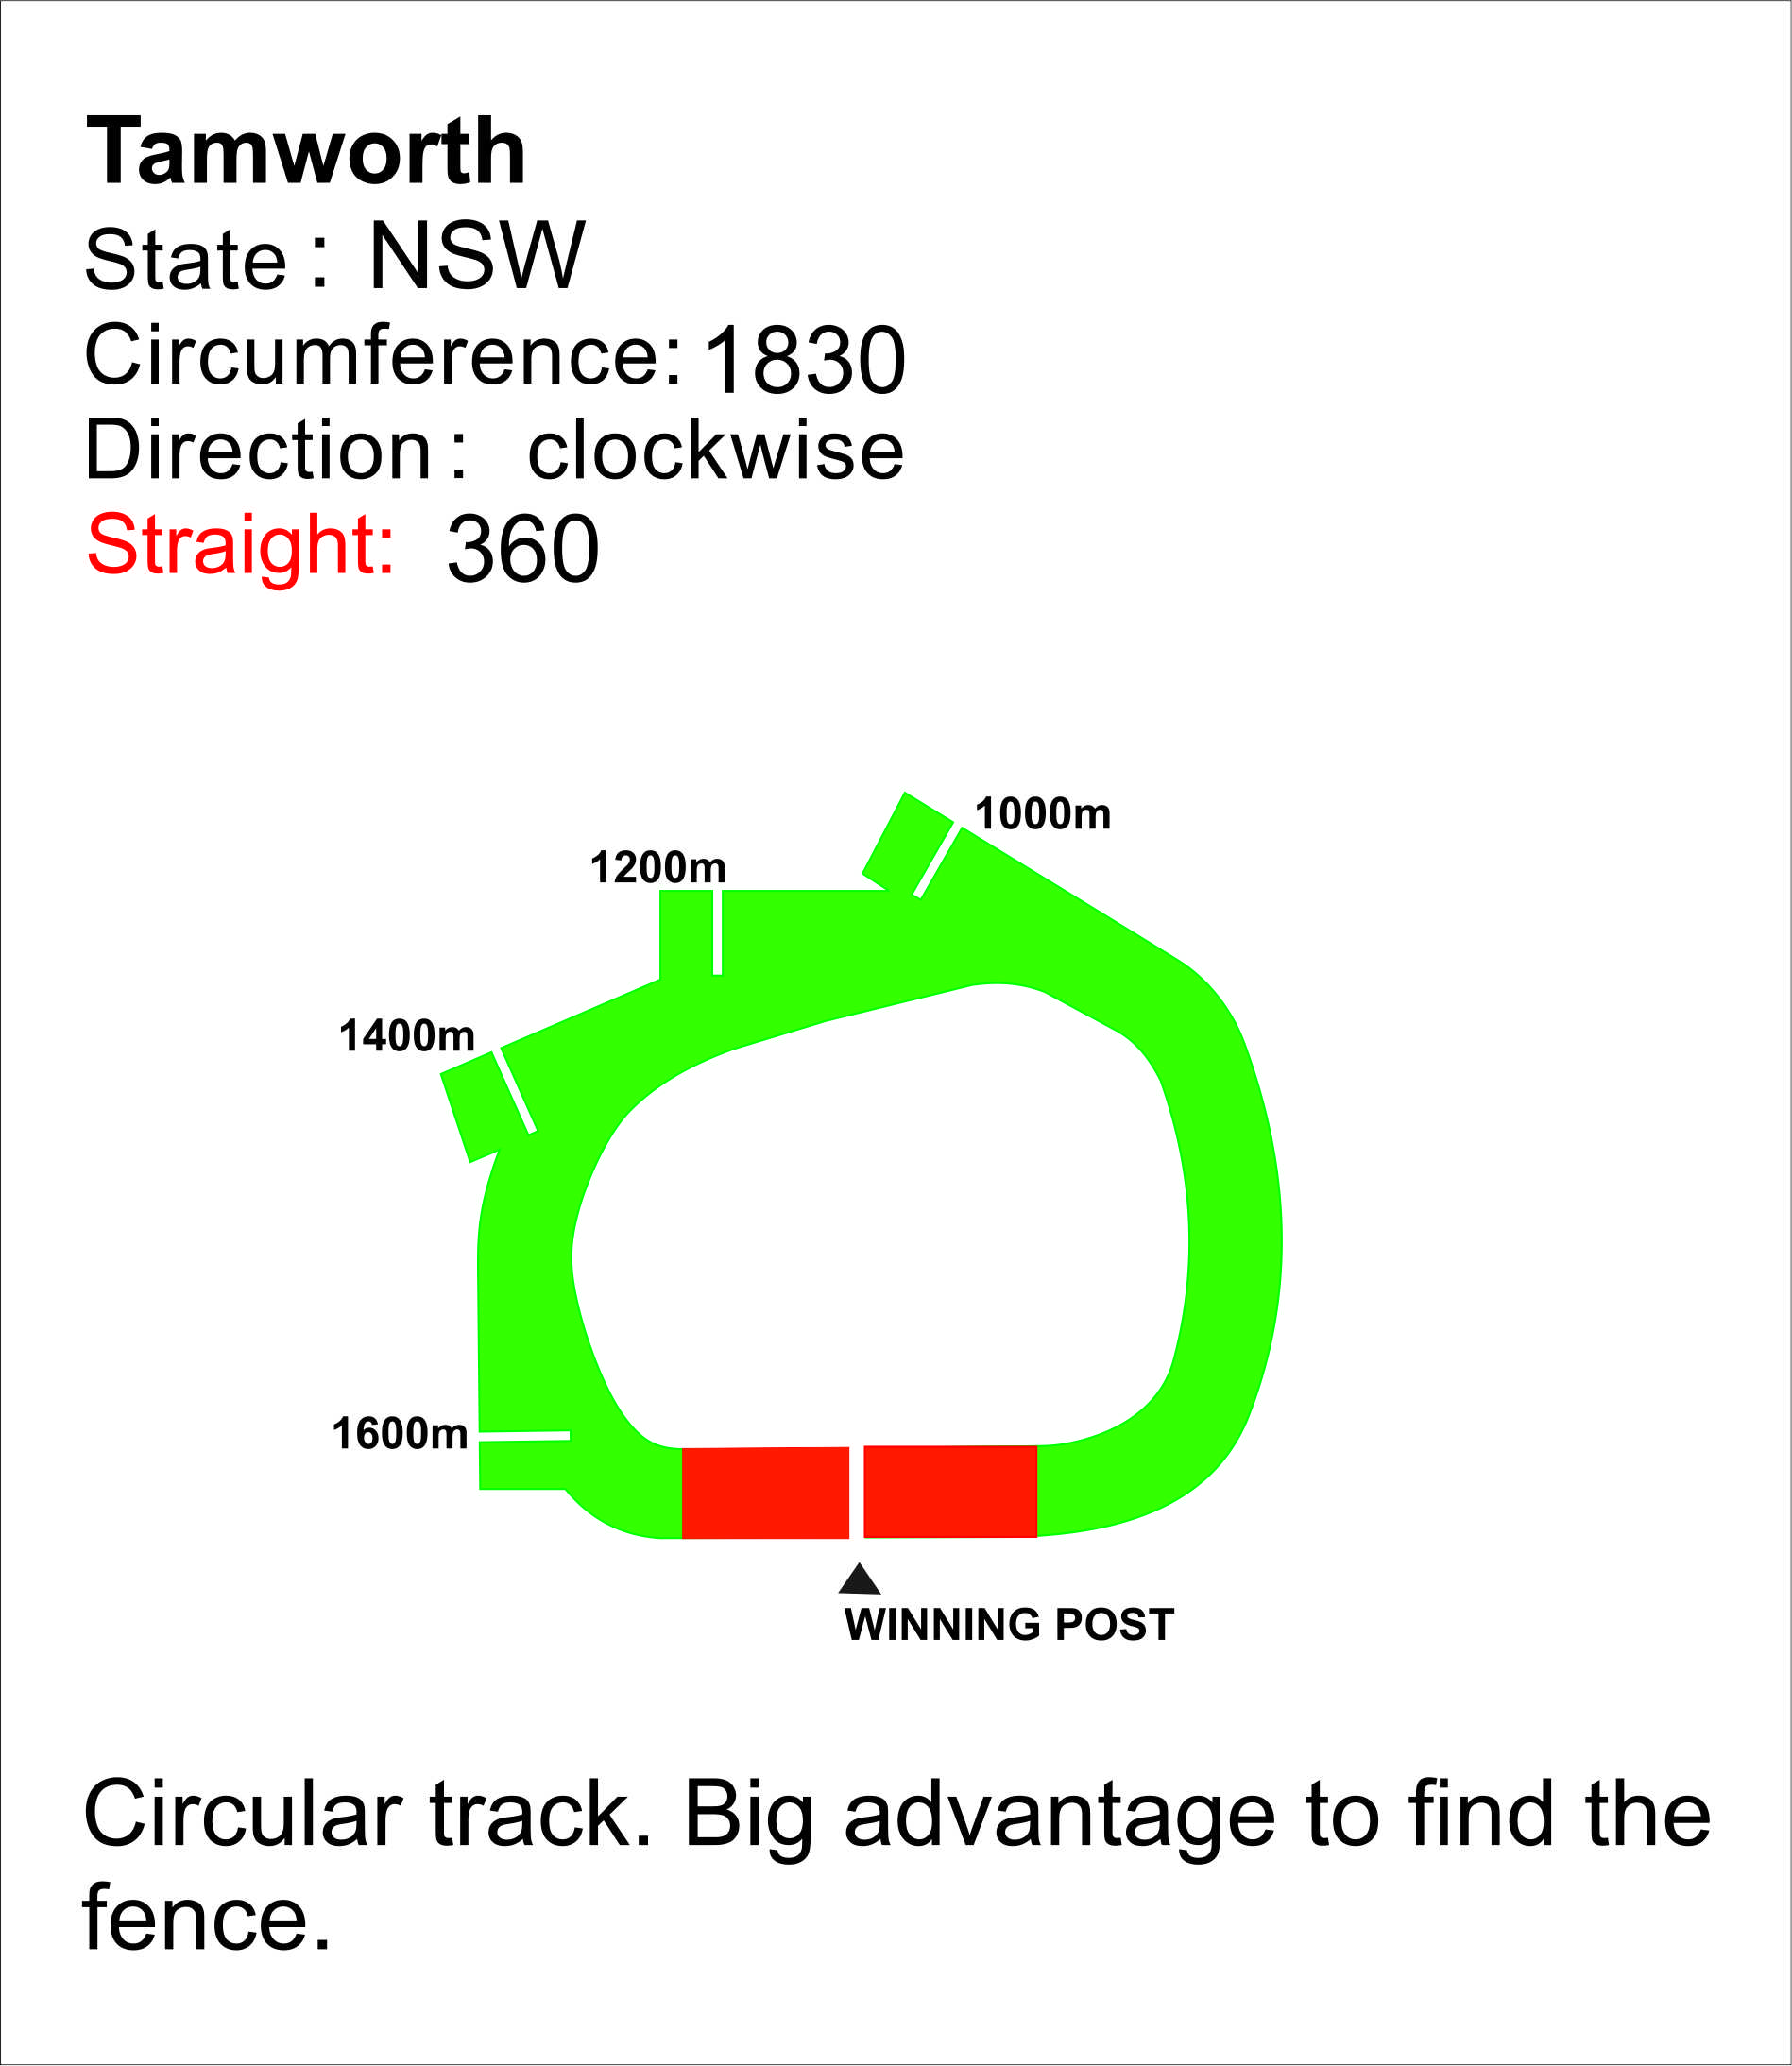 Tamworth
State : NSW
Circumference: 1830
Direction : clockwise
Straight: 360
1000m
1200m
1400m
1600m
WINNING POST
Circular track. Big advantage to find the
fence.